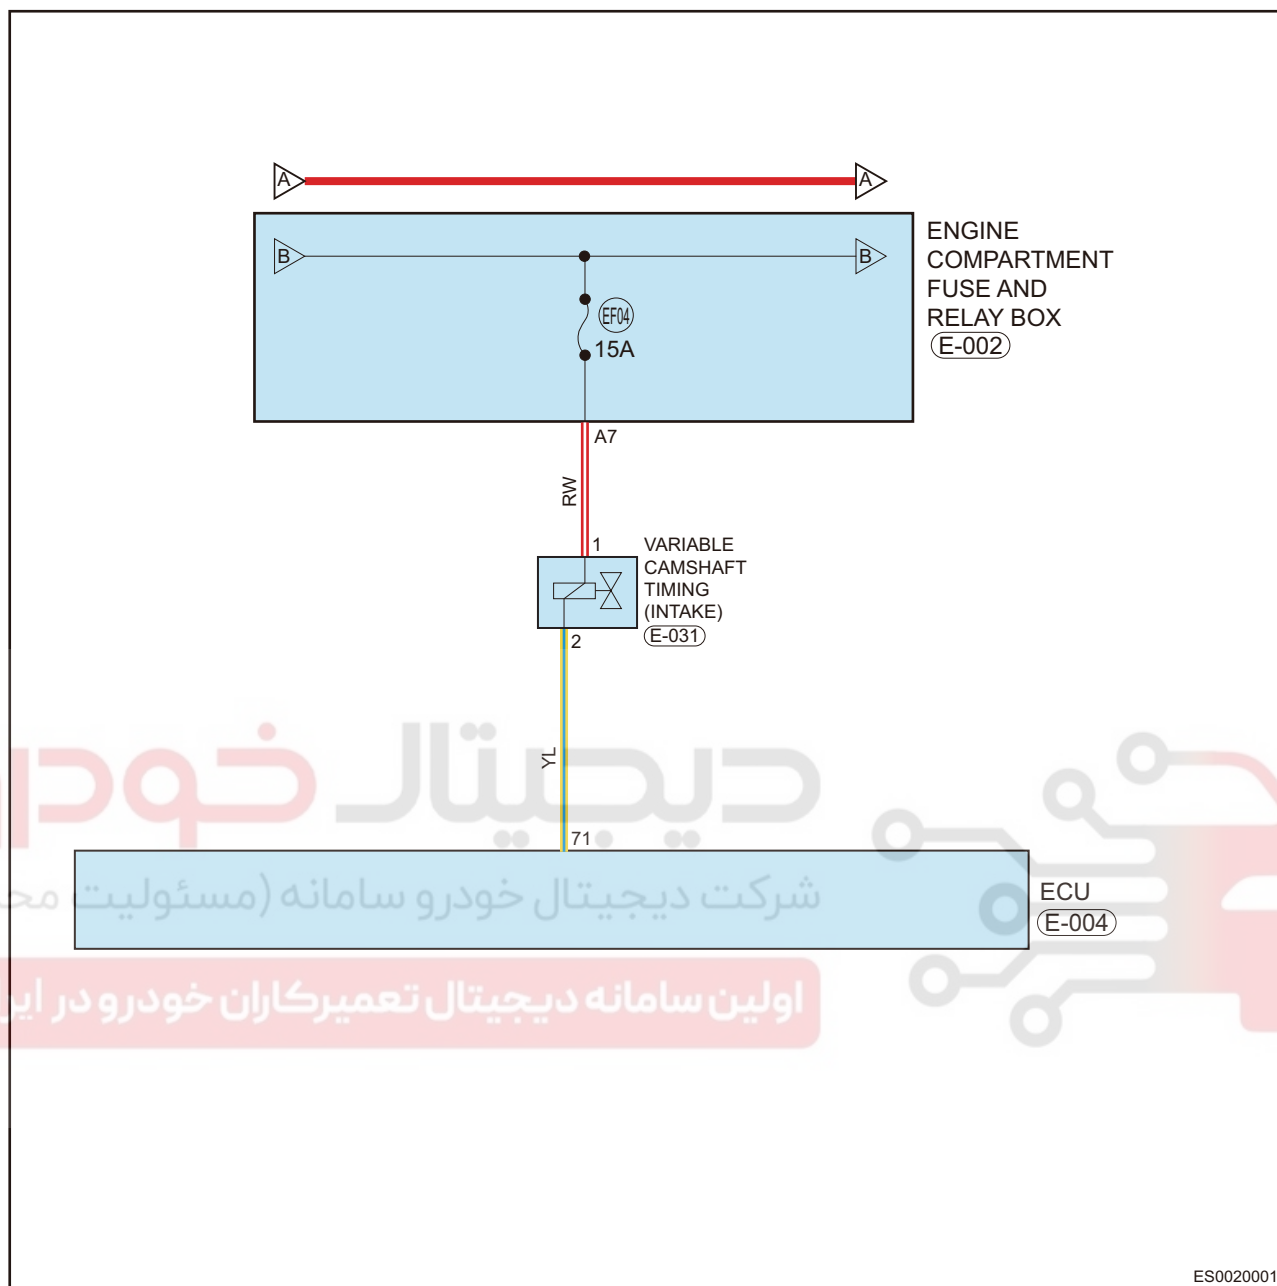 A
A
B
B
EF04
15A
ENGINE
COMPARTMENT
FUSE AND
RELAY BOX
E-002
A7
RW
1
VARIABLE
CAMSHAFT
TIMING
(INTAKE)
E-031
2
YL
71
دیجیتال خودرو
ECU
E-004
شرکت دیجیتال خودرو سامانه (مسئولیت
اولین سامانه دیجیتال تعمیرکاران خودرو در
ES0020001